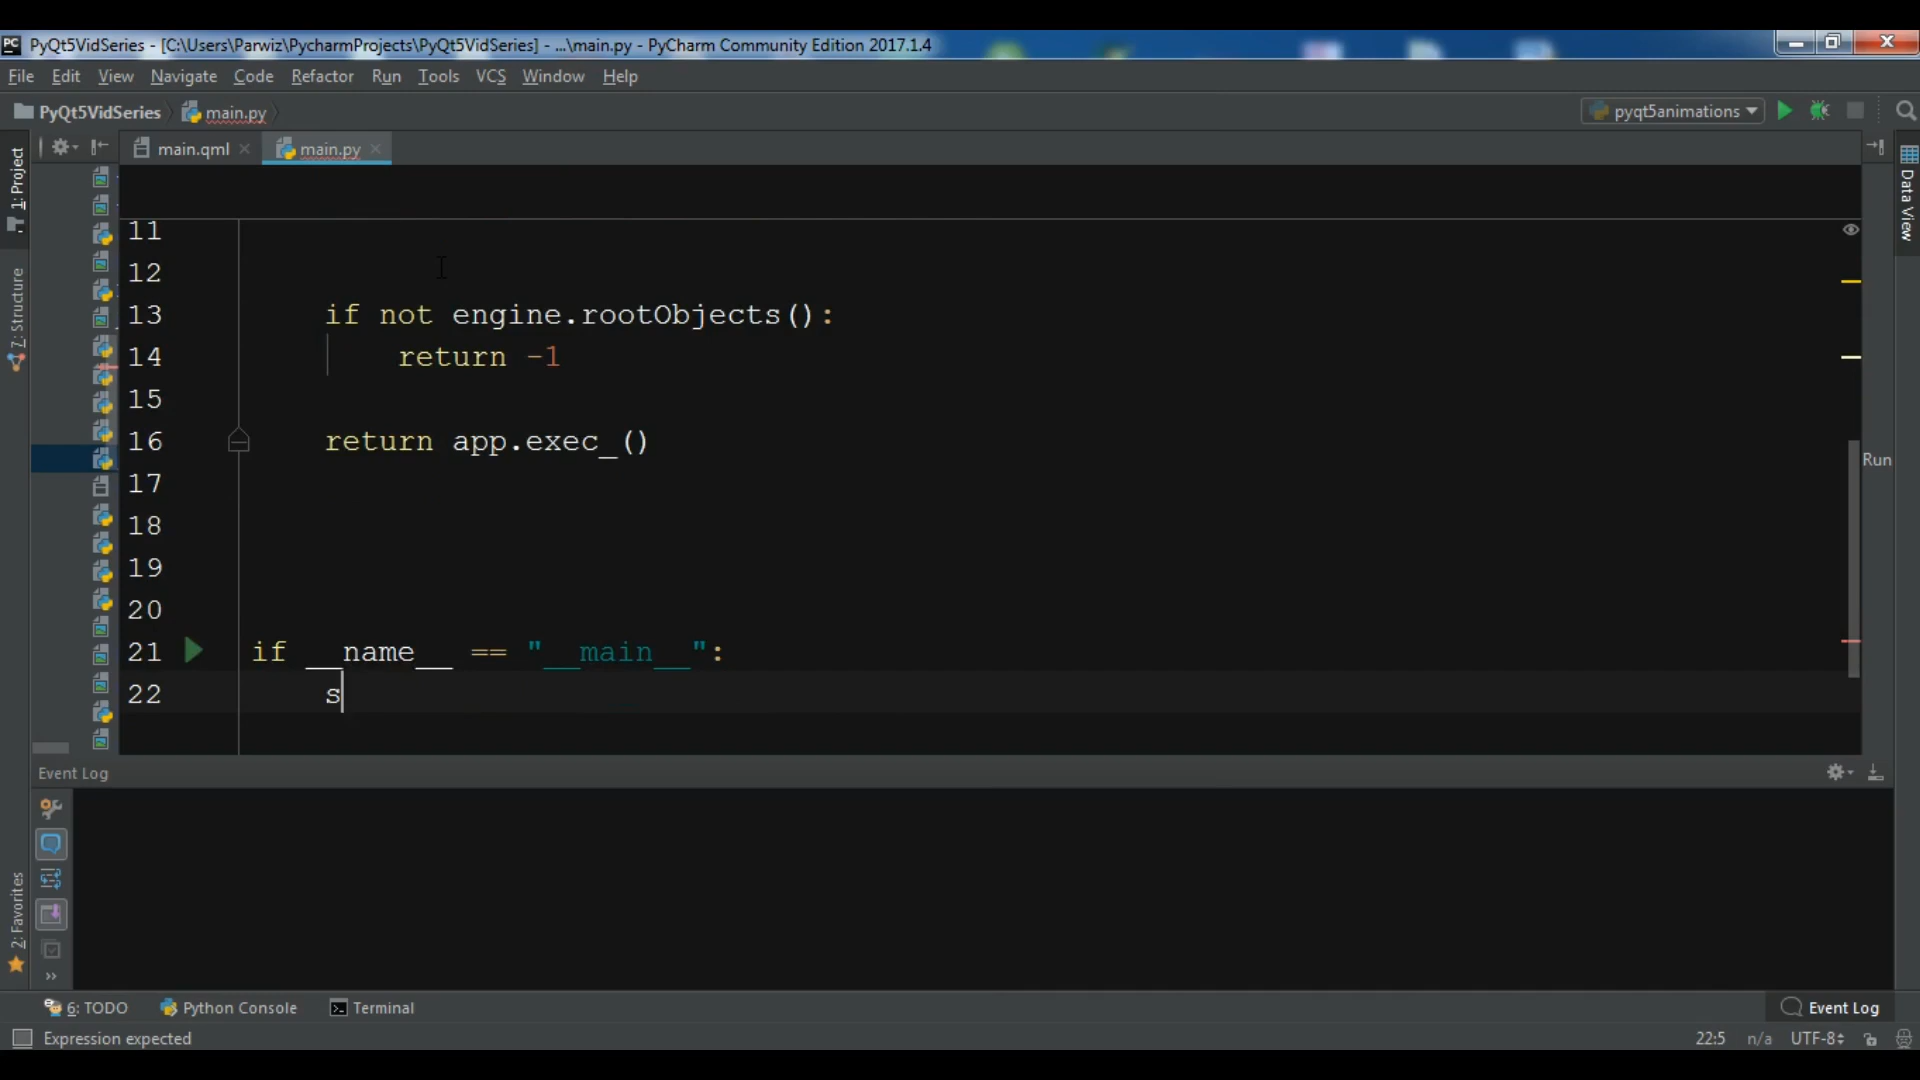 PC PyQt5VidSeries - [C:\Users\Parwiz\PycharmProjects\PyQt5VidSeries] - ...\main.py - PyCharm Community Edition 2017.1.4
File Edit View Navigate Code Refactor Run Tools VCS Window Help
PyQt5VidSeries main.py pyqt5animations
main.qml main.py
1: Project
7: Structure
2: Favorites
Data View
Run
11
12
13 if not engine.rootObjects():
14 return -1
15
16 return app.exec_()
17
18
19
20
21 if __name__ == "__main__":
22 s
Event Log
»
6: TODO Python Console Terminal Event Log
Expression expected 22:5 n/a UTF-8